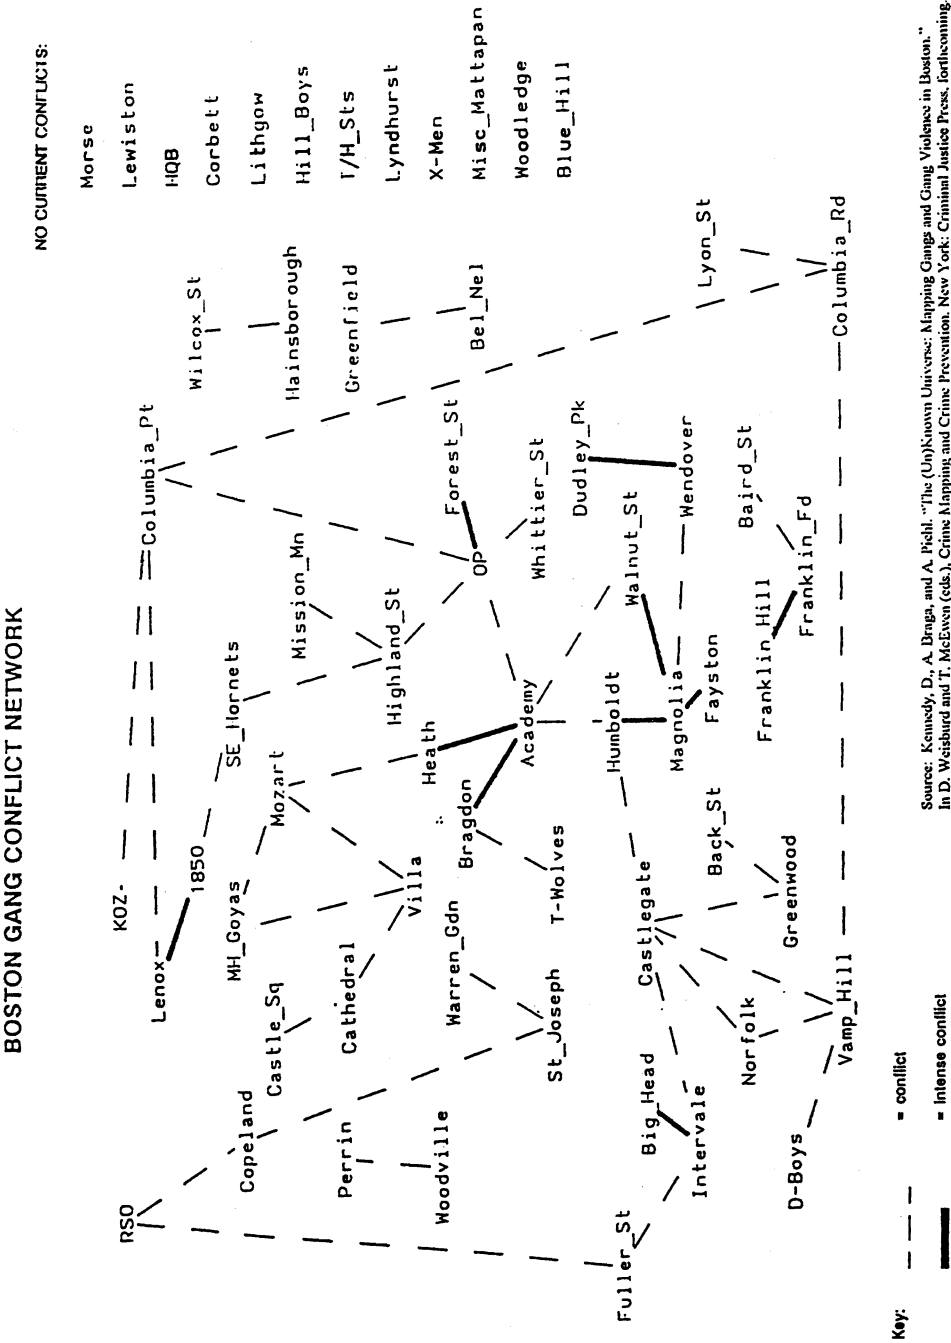 BOSTON GANG CONFLICT NETWORK
NO CURRENT CONFLICTS:
Morse
Lewiston
HQB
Corbett
Lithgow
Hill_Boys
T/H_Sts
Lyndhurst
X-Men
Misc_Mattapan
Woodledge
Blue_Hill
KOZ-
Columbia_Pt
Lenox
1850
Wilcox_St
SE_Hornets
MH_Goyas
Mozart
Mission_Mn
Hainsborough
RSO
Copeland
Castle_Sq
Cathedral
Villa
Highland_St
Greenfield
Perrin
Heath
Woodville
Warren_Gdn
Bragdon
OP
Forest_St
Bel_Nel
Academy
Whittier_St
St_Joseph
T-Wolves
Dudley_Pk
Fuller_St
Big_Head
Castlegate
Humboldt
Walnut_St
Intervale
Magnolia
Wendover
Lyon_St
Back_St
Fayston
Baird_St
Norfolk
Franklin_Hill
Greenwood
Franklin_Fd
D-Boys
Vamp_Hill
Columbia_Rd
Key:
= conflict
= Intense conflict
Source: Kennedy, D., A. Braga, and A. Piehl. "The (Un)Known Universe: Mapping Gangs and Gang Violence in Boston."
In D. Weisburd and T. McEwen (eds.), Crime Mapping and Crime Prevention. New York: Criminal Justice Press, forthcoming.